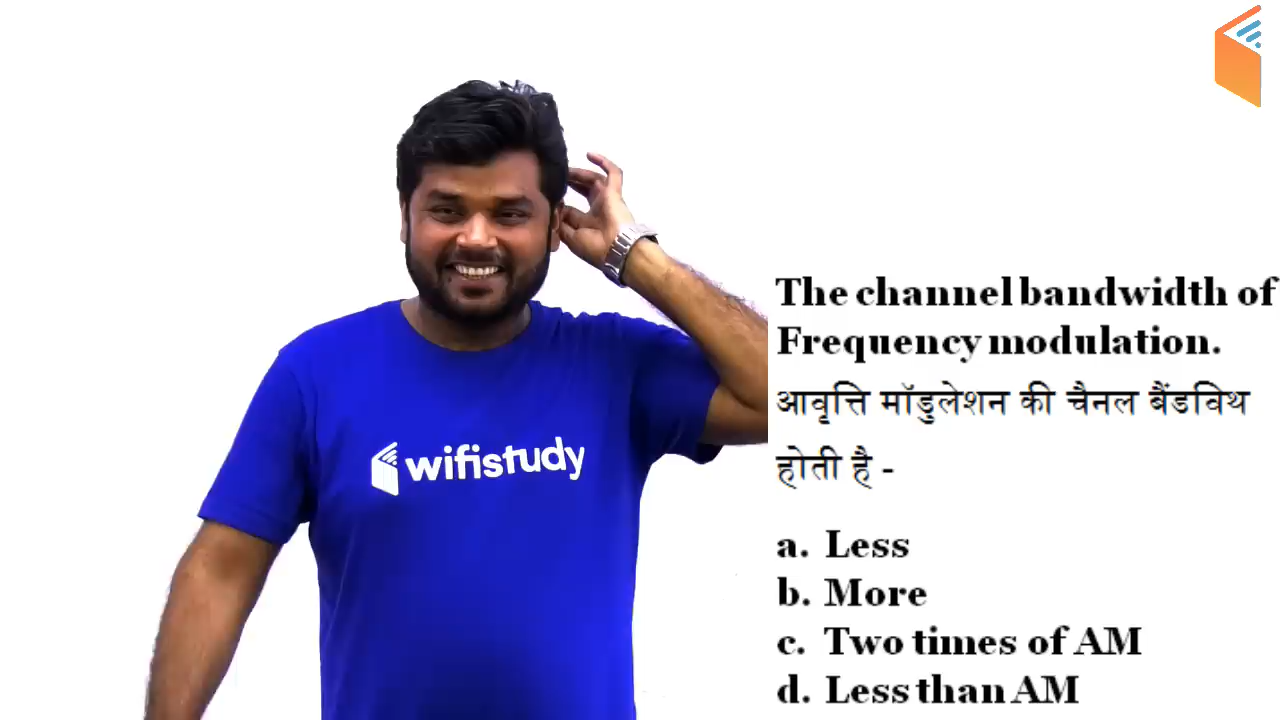 wifistudy
The channel bandwidth of
Frequency modulation.
आवृत्ति मॉडुलेशन की चैनल बैंडविथ
होती है -
a. Less
b. More
c. Two times of AM
d. Less than AM